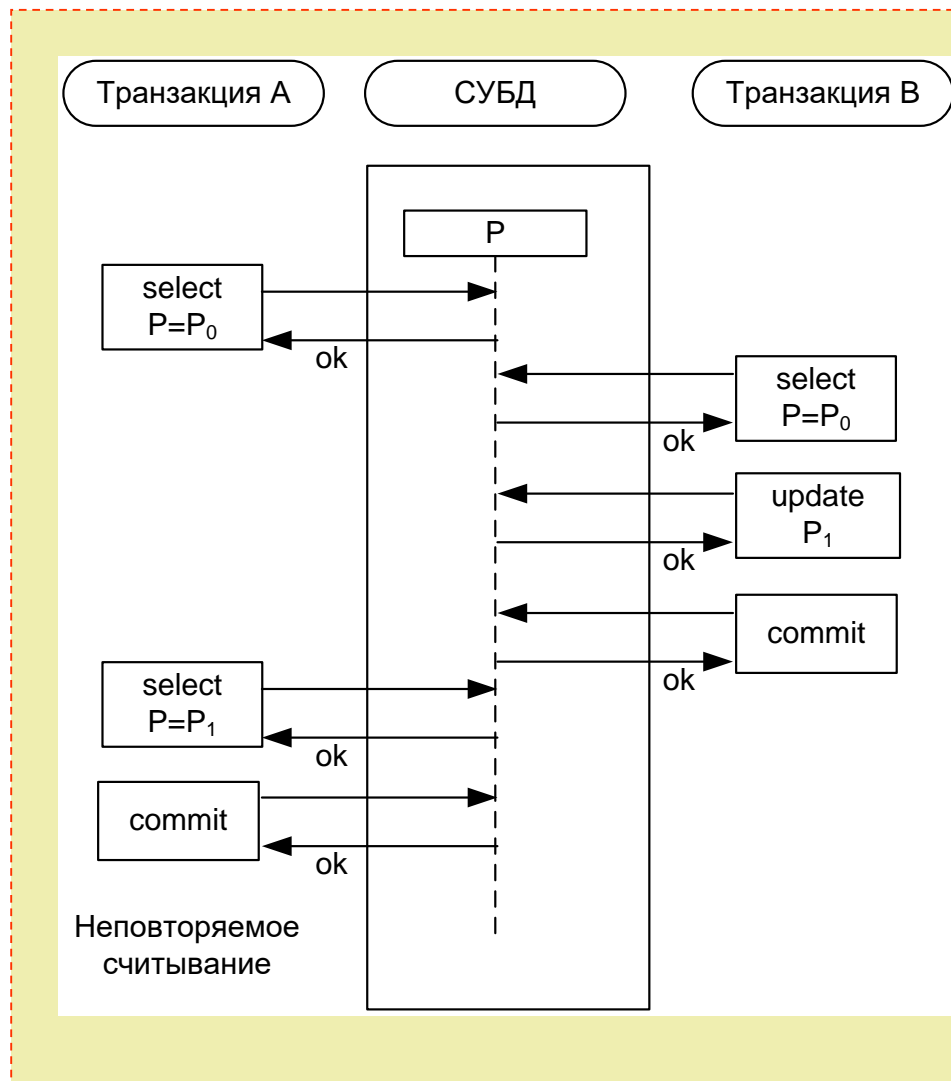 Транзакция А
СУБД
Транзакция В
P
select
P=P₀
ok
select
P=P₀
ok
update
P₁
ok
commit
ok
select
P=P₁
ok
commit
ok
Неповторяемое
считывание